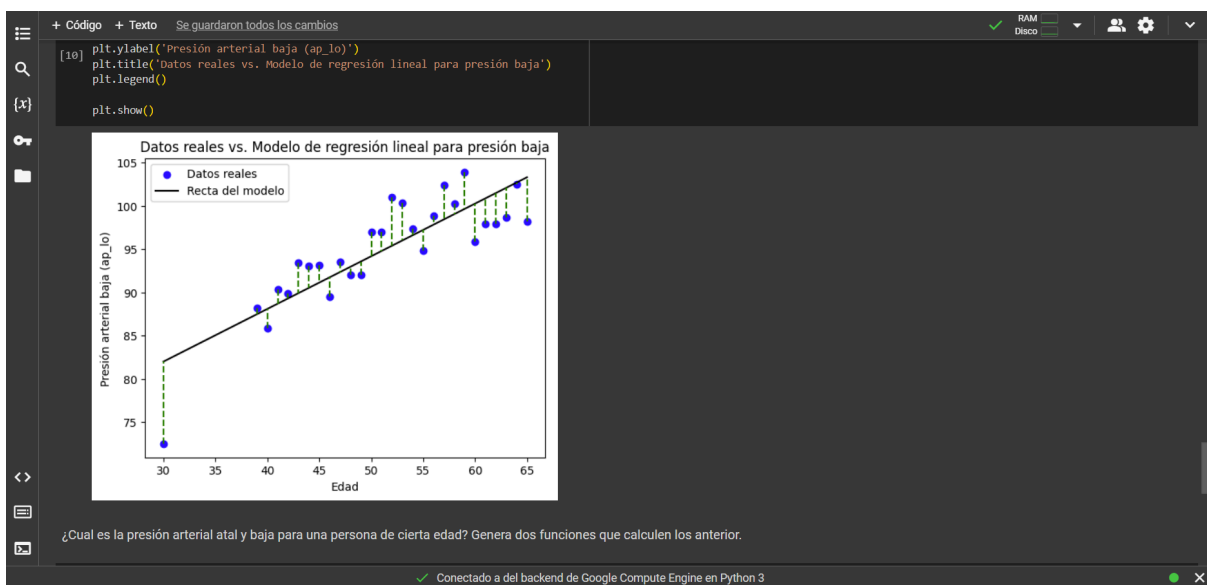 + Código + Texto Se guardaron todos los cambios
RAM
Disco
{x}
[10]
plt.ylabel('Presión arterial baja (ap_lo)')
plt.title('Datos reales vs. Modelo de regresión lineal para presión baja')
plt.legend()
plt.show()
Datos reales vs. Modelo de regresión lineal para presión baja
Datos reales
Recta del modelo
105
100
95
90
85
80
75
Presión arterial baja (ap_lo)
30 35 40 45 50 55 60 65
Edad
¿Cual es la presión arterial atal y baja para una persona de cierta edad? Genera dos funciones que calculen los anterior.
Conectado a del backend de Google Compute Engine en Python 3